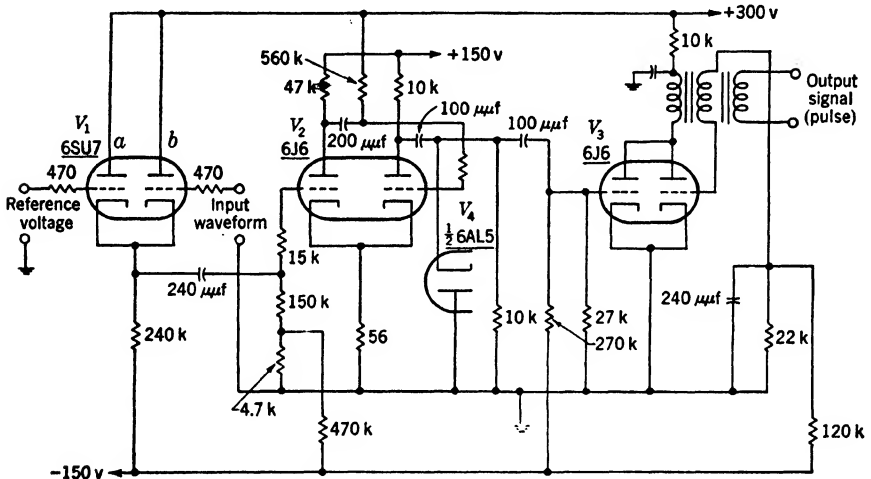 +300 v
10 k
+150 v
560 k
47 k
10 k
100 μμf
V1
6SU7
a
b
V2
6J6
200 μμf
100 μμf
V3
6J6
Output
signal
(pulse)
470
470
Reference
voltage
Input
waveform
V4
½6AL5
15 k
240 μμf
150 k
240 μμf
240 k
56
10 k
27 k
270 k
22 k
4.7 k
470 k
120 k
−150 v